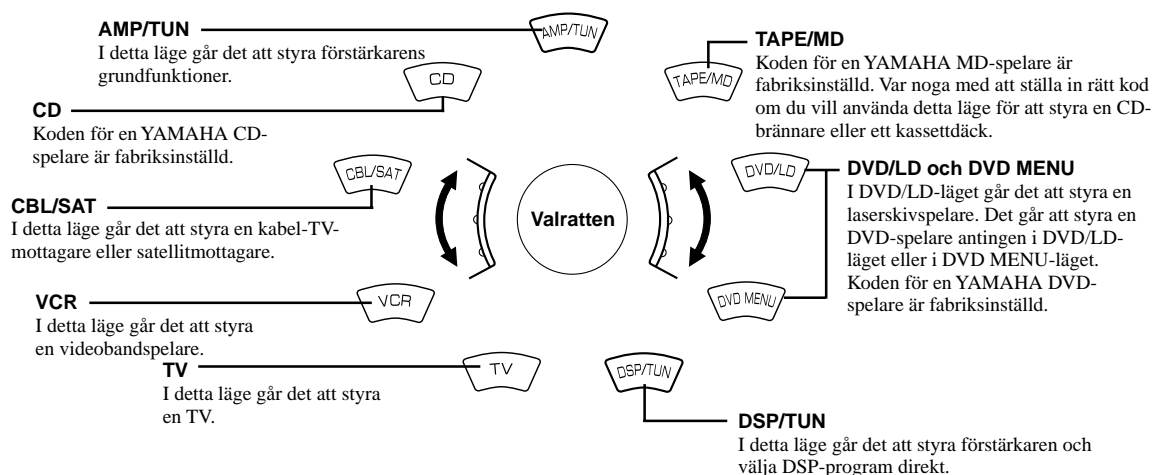 AMP/TUN
I detta läge går det att styra förstärkarens
grundfunktioner.
AMP/TUN
CD
CD
Koden för en YAMAHA CD-
spelare är fabriksinställd.
CBL/SAT
CBL/SAT
I detta läge går det att styra en kabel-TV-
mottagare eller satellitmottagare.
VCR
VCR
I detta läge går det att styra
en videobandspelare.
TV
TV
I detta läge går det att styra
en TV.
Valratten
TAPE/MD
TAPE/MD
Koden för en YAMAHA MD-spelare är
fabriksinställd. Var noga med att ställa in rätt kod
om du vill använda detta läge för att styra en CD-
brännare eller ett kassettdäck.
DVD/LD
DVD/LD och DVD MENU
I DVD/LD-läget går det att styra en
laserskivspelare. Det går att styra en
DVD-spelare antingen i DVD/LD-
läget eller i DVD MENU-läget.
Koden för en YAMAHA DVD-
spelare är fabriksinställd.
DVD MENU
DSP/TUN
DSP/TUN
I detta läge går det att styra förstärkaren och
välja DSP-program direkt.